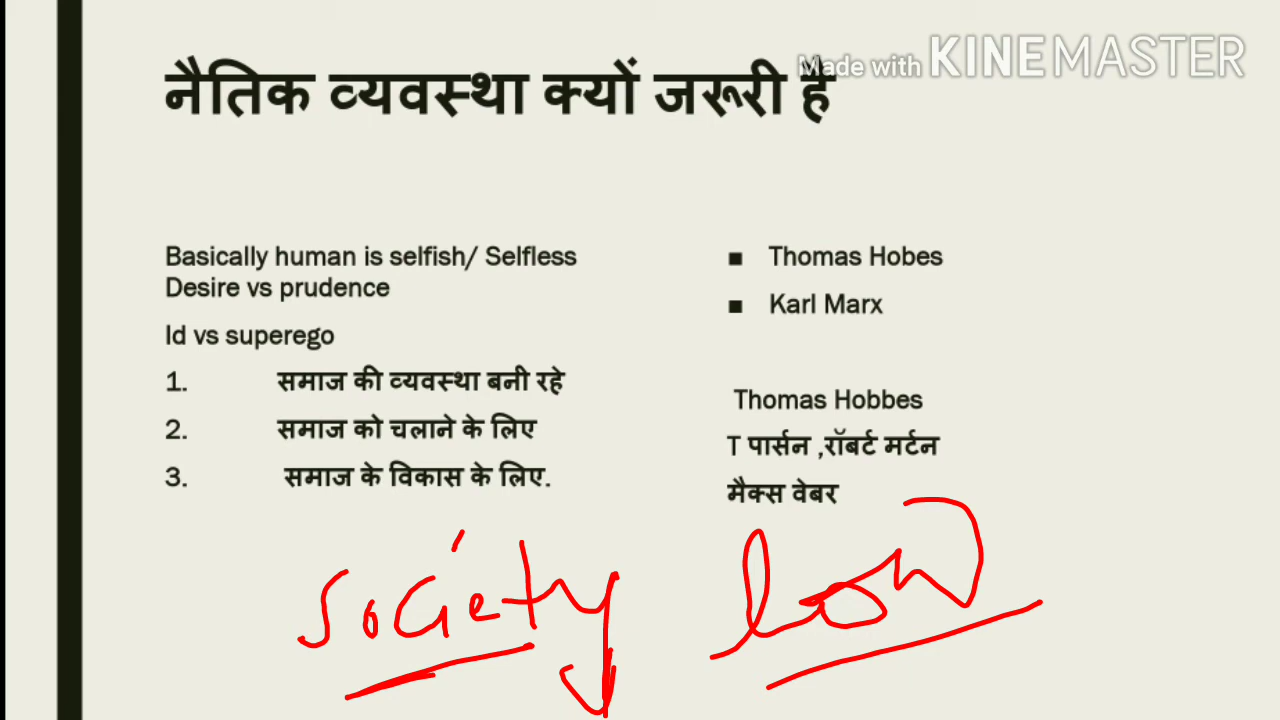 Made with KINEMASTER
नैतिक व्यवस्था क्यों जरूरी है
Basically human is selfish/ Selfless
Desire vs prudence
Id vs superego
1. समाज की व्यवस्था बनी रहे
2. समाज को चलाने के लिए
3. समाज के विकास के लिए.
■ Thomas Hobes
■ Karl Marx
Thomas Hobbes
T पार्सन ,रॉबर्ट मर्टन
मैक्स वेबर
society